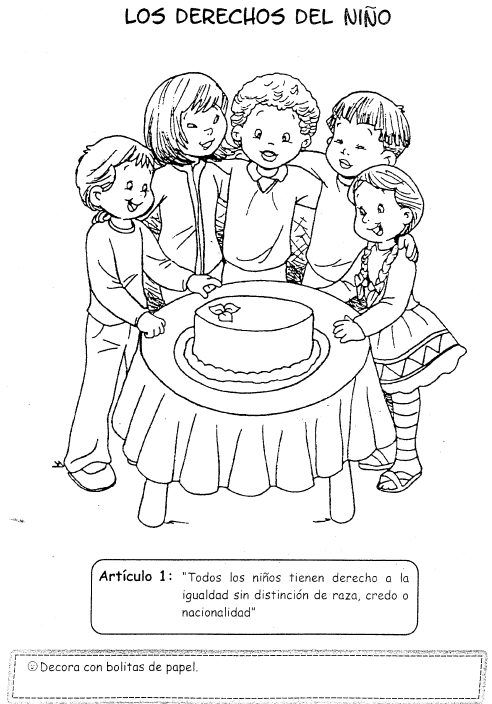 LOS DERECHOS DEL NIÑO
Artículo 1: "Todos los niños tienen derecho a la
igualdad sin distinción de raza, credo o
nacionalidad"
☺Decora con bolitas de papel.